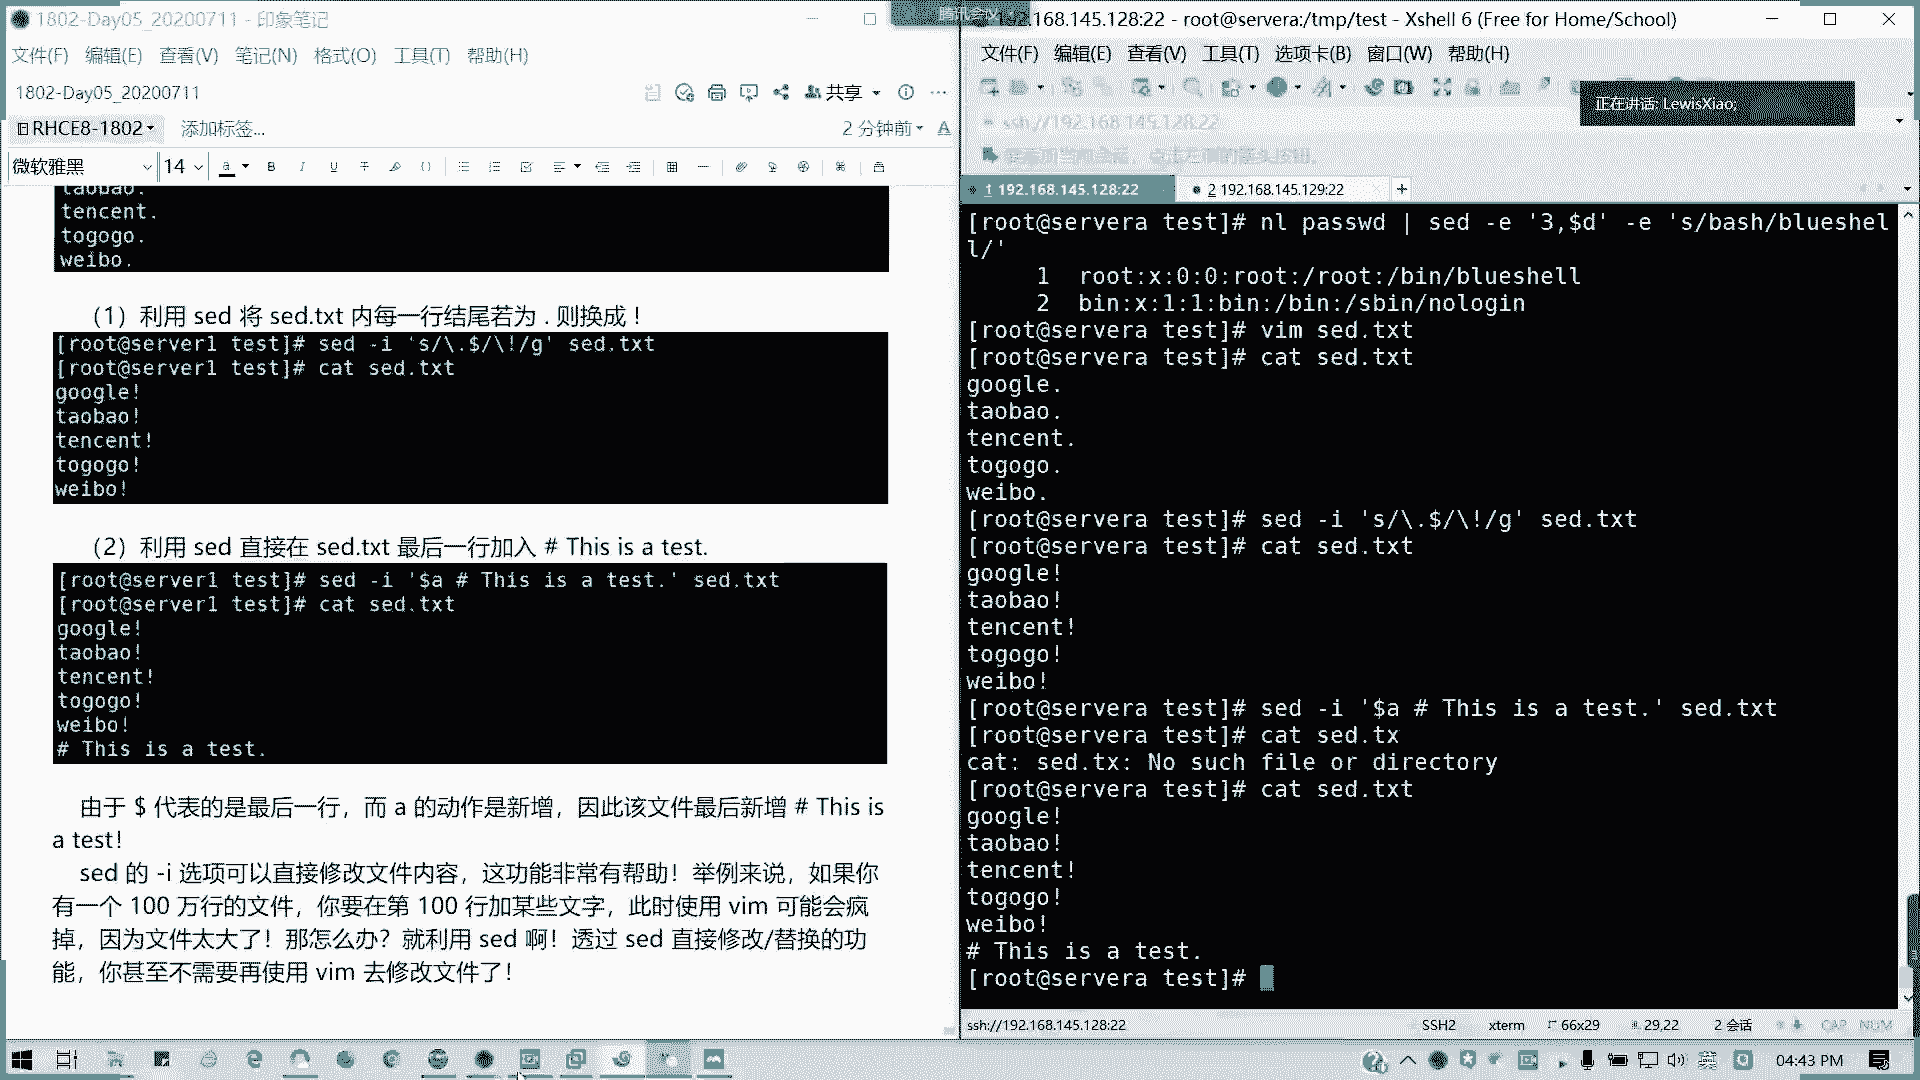 1802-Day05_20200711 - 印象笔记
文件(F) 编辑(E) 查看(V) 笔记(N) 格式(O) 工具(T) 帮助(H)
1802-Day05_20200711
共享
RHCE8-1802 添加标签...
2 分钟前
微软雅黑 14
taobao.
tencent.
togogo.
weibo.
（1）利用 sed 将 sed.txt 内每一行结尾若为 . 则换成 !
[root@server1 test]# sed -i 's/\.$/\!/g' sed.txt
[root@server1 test]# cat sed.txt
google!
taobao!
tencent!
togogo!
weibo!
（2）利用 sed 直接在 sed.txt 最后一行加入 # This is a test.
[root@server1 test]# sed -i '$a # This is a test.' sed.txt
[root@server1 test]# cat sed.txt
google!
taobao!
tencent!
togogo!
weibo!
# This is a test.
由于 $ 代表的是最后一行，而 a 的动作是新增，因此该文件最后新增 # This is
a test！
sed 的 -i 选项可以直接修改文件内容，这功能非常有帮助！举例来说，如果你
有一个 100 万行的文件，你要在第 100 行加某些文字，此时使用 vim 可能会疯
掉，因为文件太大了！那怎么办？就利用 sed 啊！透过 sed 直接修改/替换的功
能，你甚至不需要再使用 vim 去修改文件了！
腾讯会议
192.168.145.128:22 - root@servera:/tmp/test - Xshell 6 (Free for Home/School)
文件(F) 编辑(E) 查看(V) 工具(T) 选项卡(B) 窗口(W) 帮助(H)
正在讲话: LewisXiao;
ssh://192.168.145.128:22
1 192.168.145.128:22
2 192.168.145.129:22
[root@servera test]# nl passwd | sed -e '3,$d' -e 's/bash/blueshel
l/'
1 root:x:0:0:root:/root:/bin/blueshell
2 bin:x:1:1:bin:/bin:/sbin/nologin
[root@servera test]# vim sed.txt
[root@servera test]# cat sed.txt
google.
taobao.
tencent.
togogo.
weibo.
[root@servera test]# sed -i 's/\.$/\!/g' sed.txt
[root@servera test]# cat sed.txt
google!
taobao!
tencent!
togogo!
weibo!
[root@servera test]# sed -i '$a # This is a test.' sed.txt
[root@servera test]# cat sed.tx
cat: sed.tx: No such file or directory
[root@servera test]# cat sed.txt
google!
taobao!
tencent!
togogo!
weibo!
# This is a test.
[root@servera test]#
ssh://192.168.145.128:22 SSH2 xterm 66x29 29,22 2 会话 CAP NUM
英 04:43 PM